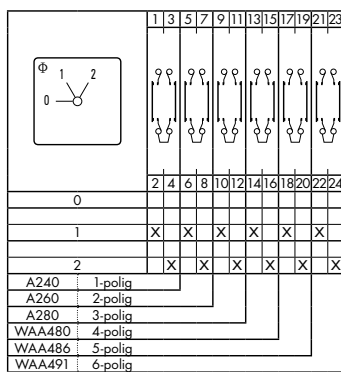 1 3 5 7 9 11 13 15 17 19 21 23
Φ 1 2
0
2 4 6 8 10 12 14 16 18 20 22 24
0
1 X X X X X X
2 X X X X X X
A240 1-polig
A260 2-polig
A280 3-polig
WAA480 4-polig
WAA486 5-polig
WAA491 6-polig